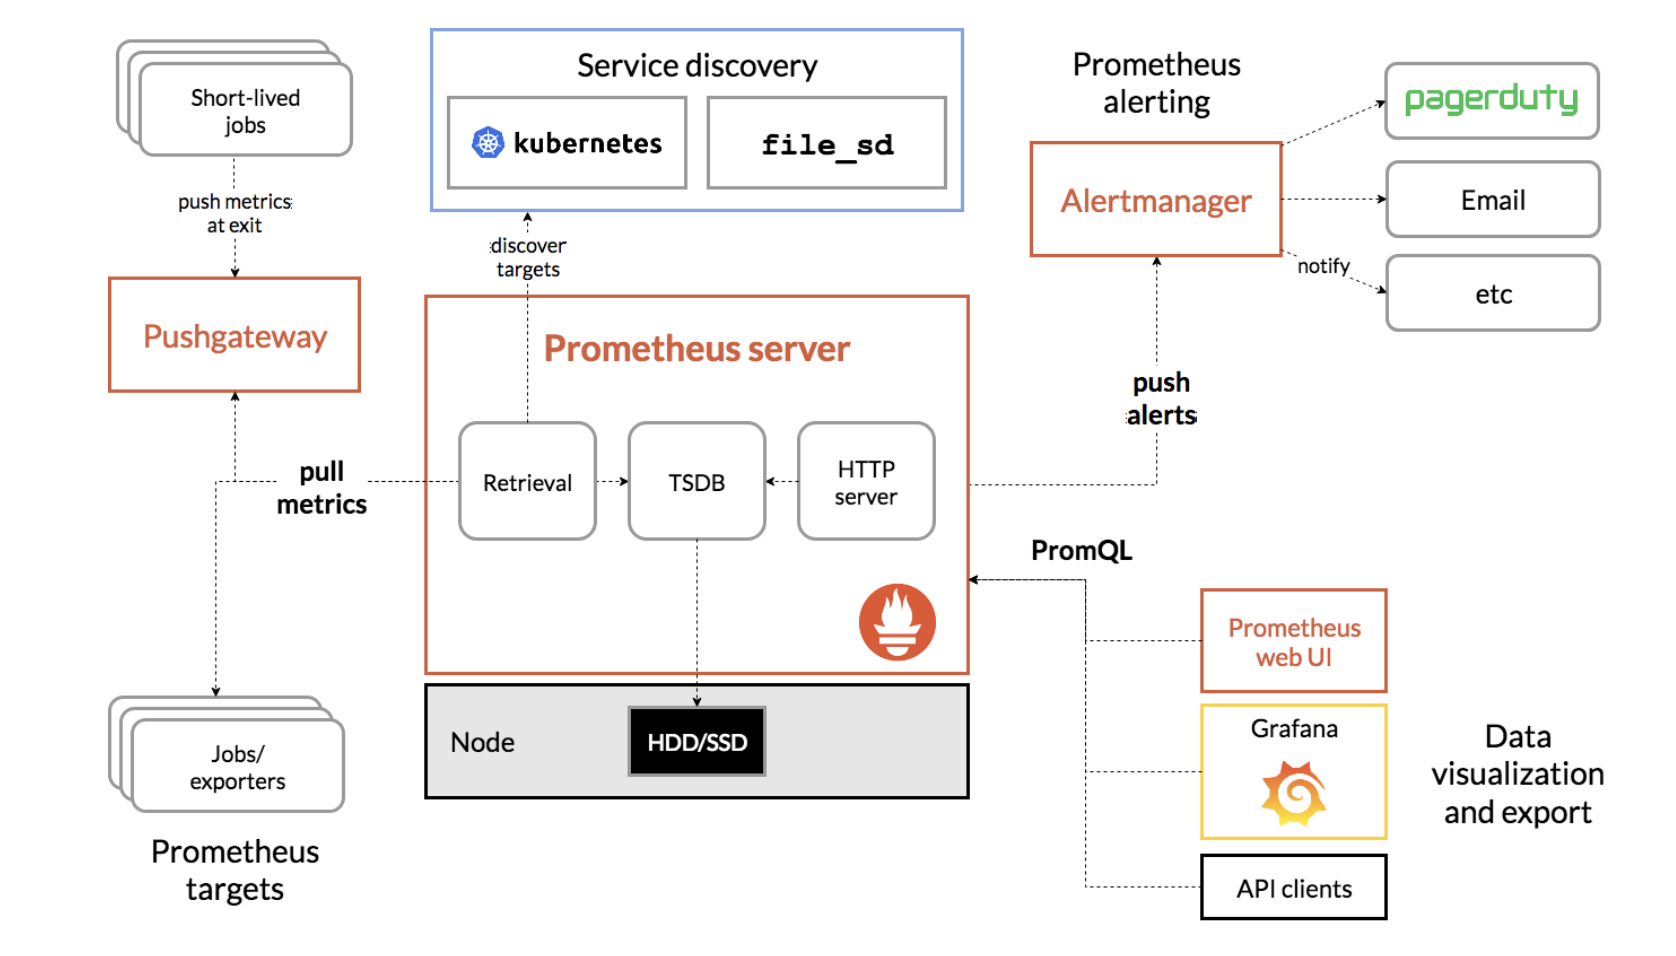 Short-lived
jobs
push metrics
at exit
Pushgateway
pull
metrics
Jobs/
exporters
Prometheus
targets
Service discovery
kubernetes
file_sd
discover
targets
Prometheus server
Retrieval
TSDB
HTTP
server
Node
HDD/SSD
Prometheus
alerting
Alertmanager
pagerduty
Email
etc
notify
push
alerts
PromQL
Prometheus
web UI
Grafana
API clients
Data
visualization
and export